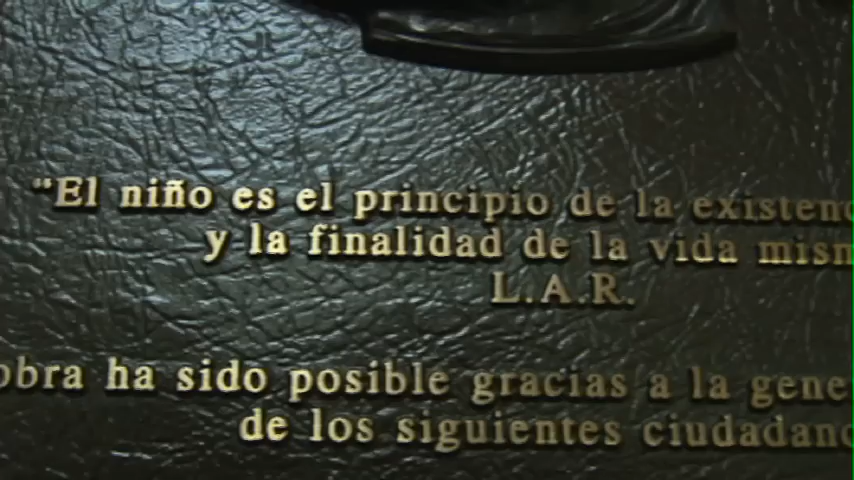 "El niño es el principio de la existenc
y la finalidad de la vida mism
L.A.R.
obra ha sido posible gracias a la gene
de los siguientes ciudadano